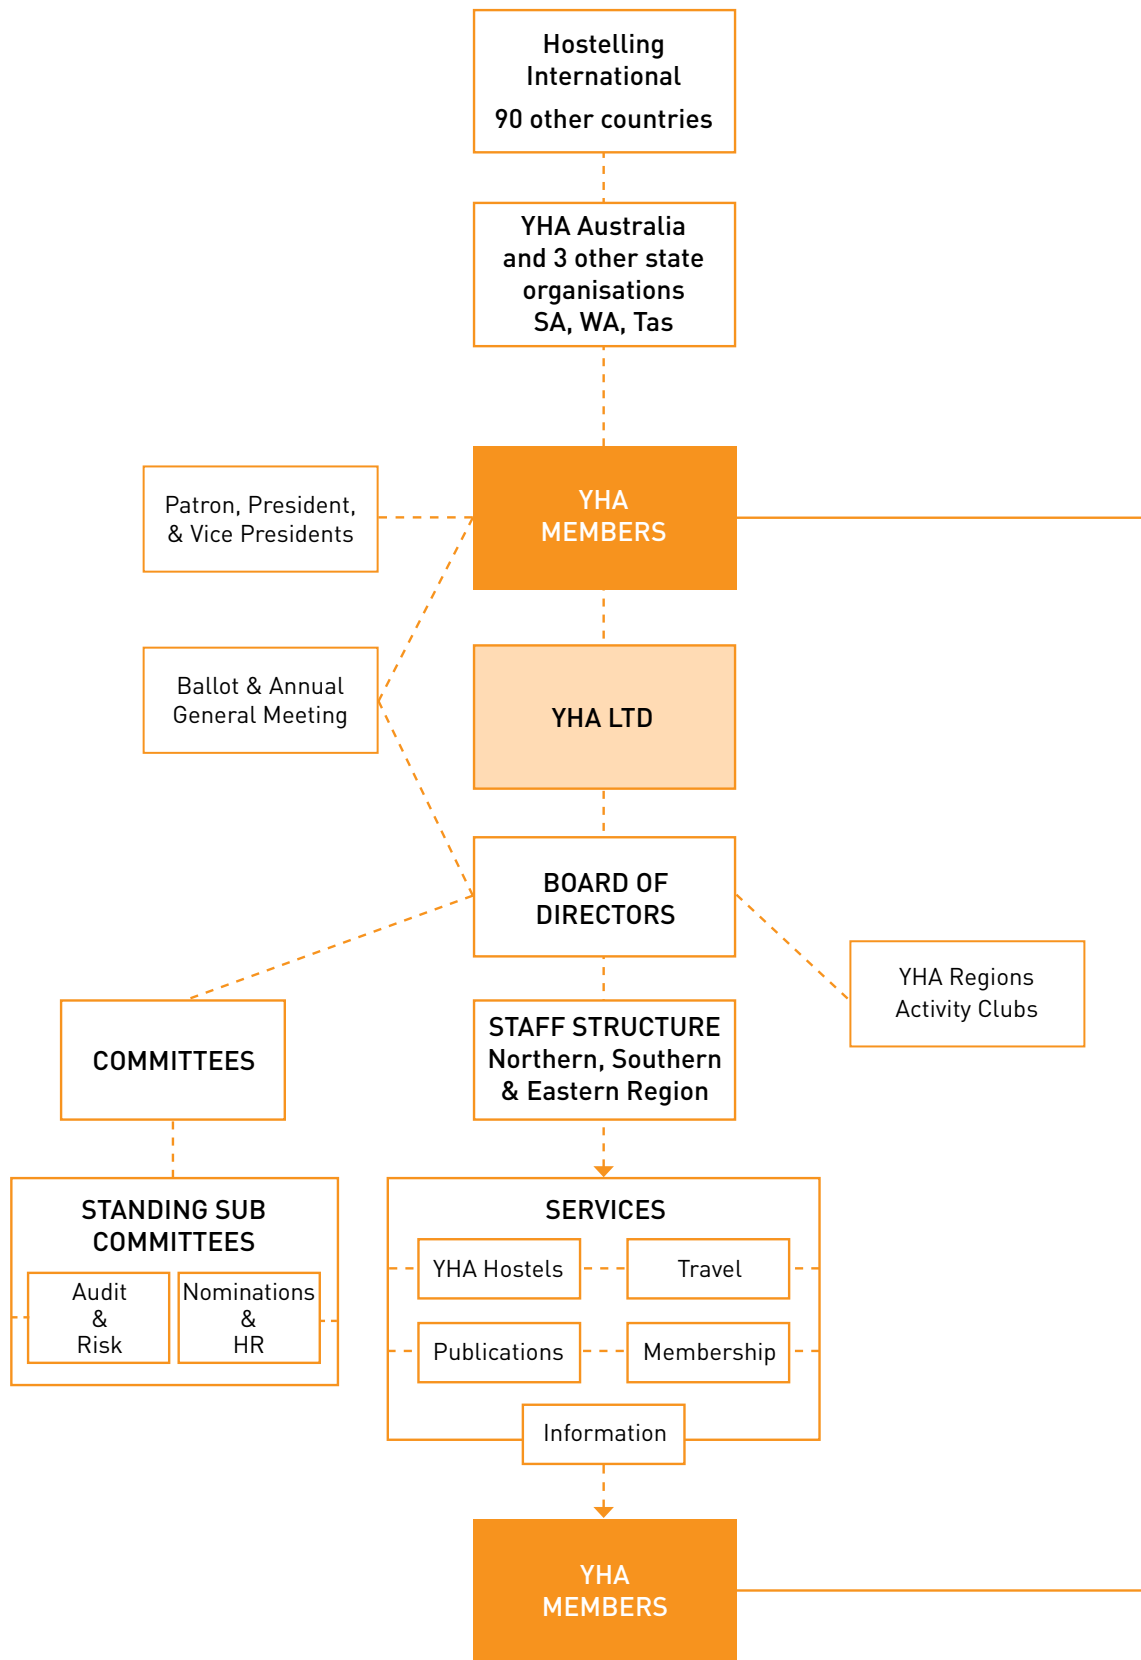 Hostelling
International
90 other countries
YHA Australia
and 3 other state
organisations
SA, WA, Tas
Patron, President,
& Vice Presidents
YHA
MEMBERS
Ballot & Annual
General Meeting
YHA LTD
BOARD OF
DIRECTORS
YHA Regions
Activity Clubs
COMMITTEES
STAFF STRUCTURE
Northern, Southern
& Eastern Region
STANDING SUB
COMMITTEES
Audit
&
Risk
Nominations
&
HR
SERVICES
YHA Hostels
Travel
Publications
Membership
Information
YHA
MEMBERS